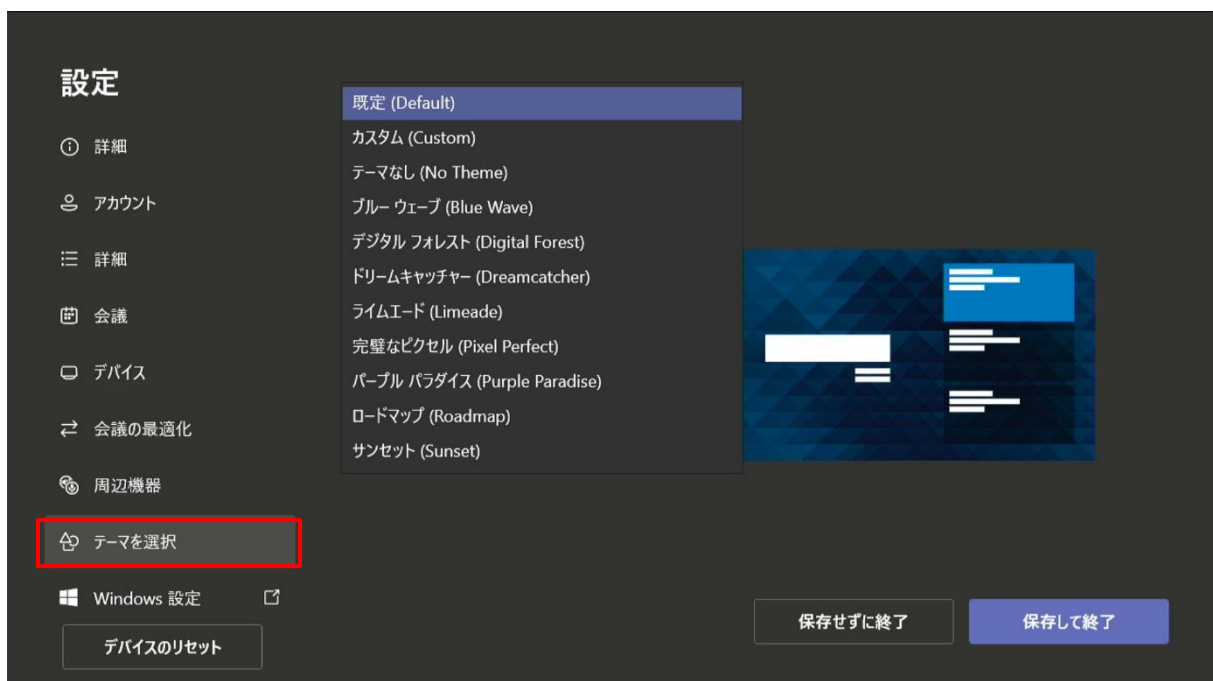 設定
詳細
アカウント
詳細
会議
デバイス
会議の最適化
周辺機器
テーマを選択
Windows 設定
デバイスのリセット
既定 (Default)
カスタム (Custom)
テーマなし (No Theme)
ブルー ウェーブ (Blue Wave)
デジタル フォレスト (Digital Forest)
ドリームキャッチャー (Dreamcatcher)
ライムエード (Limeade)
完璧なピクセル (Pixel Perfect)
パープル パラダイス (Purple Paradise)
ロードマップ (Roadmap)
サンセット (Sunset)
保存せずに終了
保存して終了